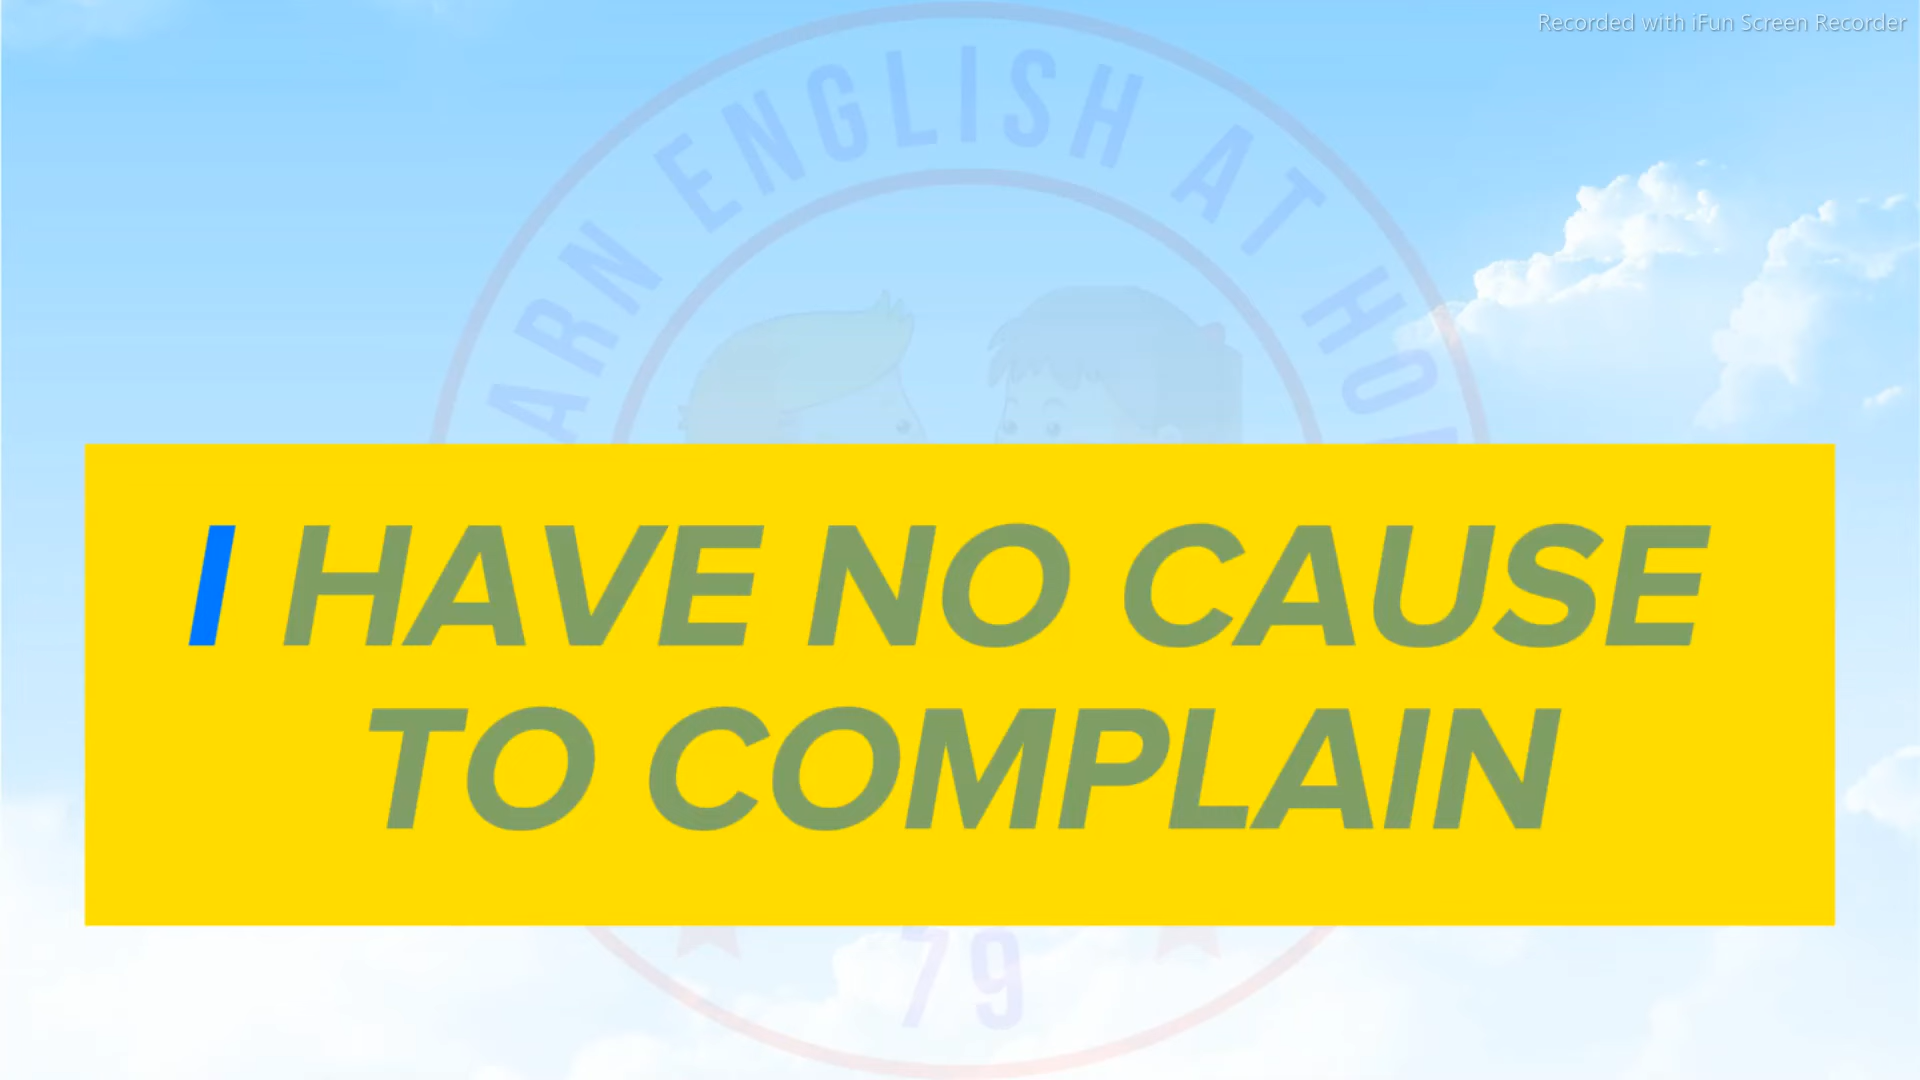 Recorded with iFun Screen Recorder
ARN ENGLISH AT HO
I HAVE NO CAUSE
TO COMPLAIN
79